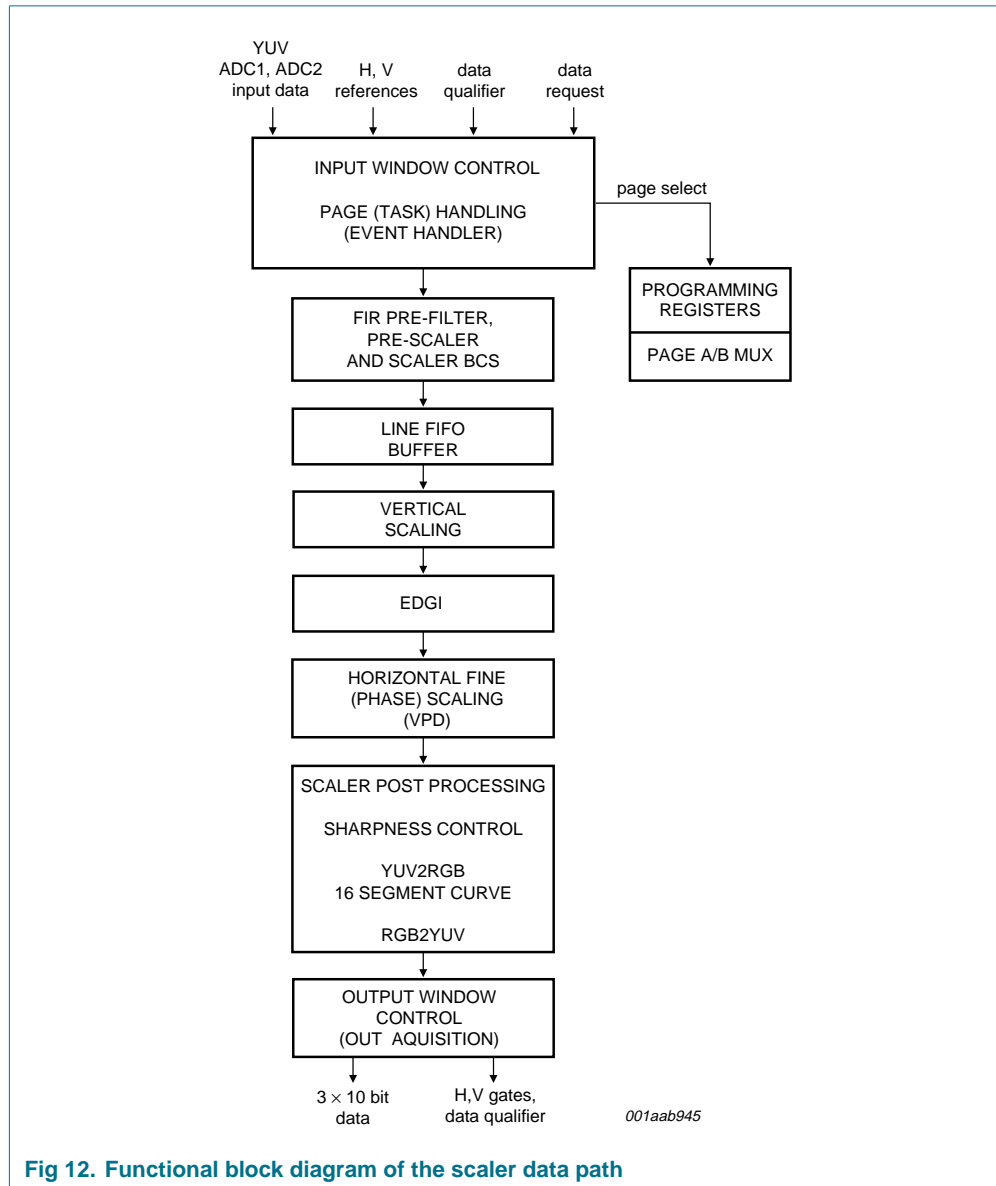 YUV
ADC1, ADC2
input data
H, V
references
data
qualifier
data
request
INPUT WINDOW CONTROL
PAGE (TASK) HANDLING
(EVENT HANDLER)
page select
PROGRAMMING
REGISTERS
PAGE A/B MUX
FIR PRE-FILTER,
PRE-SCALER
AND SCALER BCS
LINE FIFO
BUFFER
VERTICAL
SCALING
EDGI
HORIZONTAL FINE
(PHASE) SCALING
(VPD)
SCALER POST PROCESSING
SHARPNESS CONTROL
YUV2RGB
16 SEGMENT CURVE
RGB2YUV
OUTPUT WINDOW
CONTROL
(OUT AQUISITION)
3 × 10 bit
data
H,V gates,
data qualifier
001aab945
Fig 12. Functional block diagram of the scaler data path